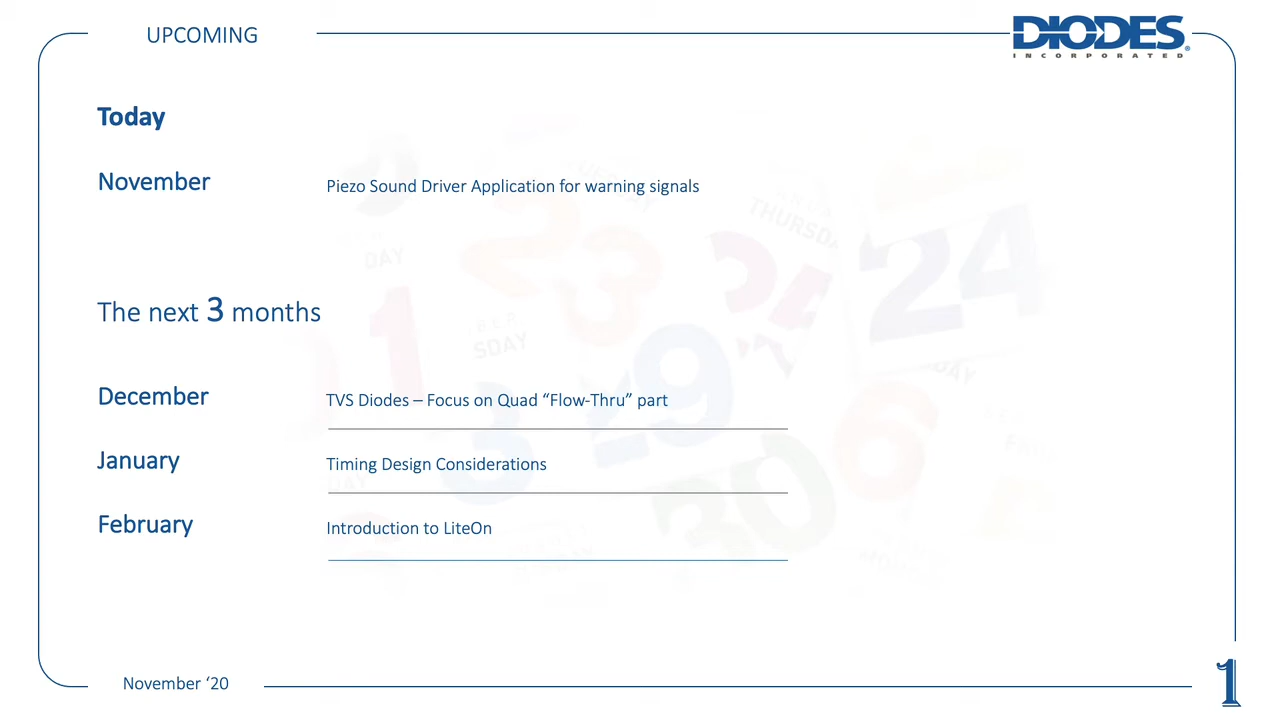 UPCOMING
DIODES®
INCORPORATED
Today
November
Piezo Sound Driver Application for warning signals
The next 3 months
December
TVS Diodes – Focus on Quad “Flow-Thru” part
January
Timing Design Considerations
February
Introduction to LiteOn
November ‘20
1